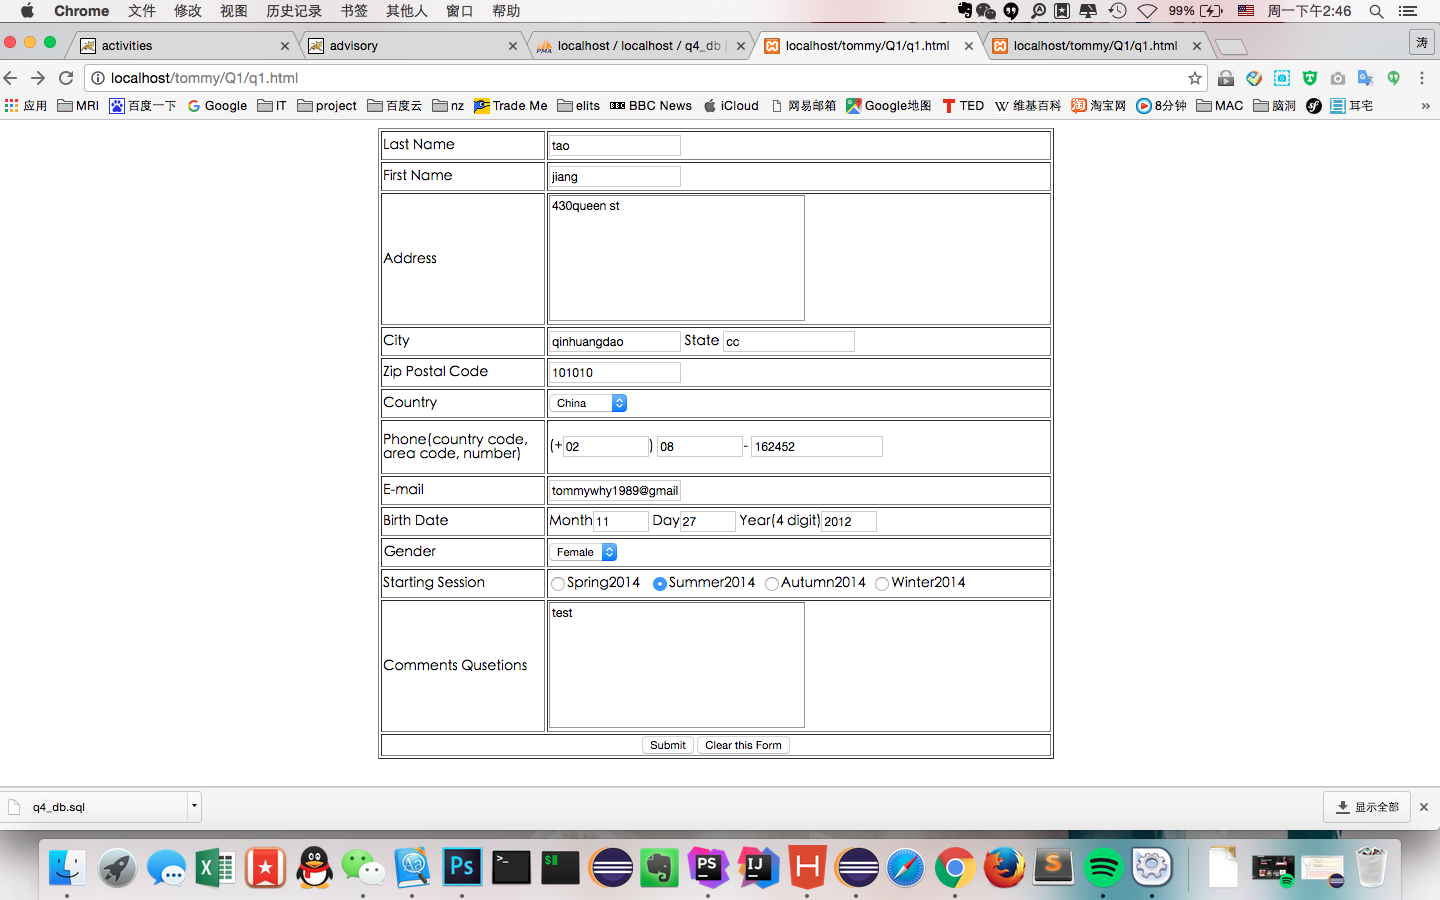 Chrome 文件 修改 视图 历史记录 书签 其他人 窗口 帮助 99% 周一下午2:46
activities advisory localhost / localhost / q4_db localhost/tommy/Q1/q1.html localhost/tommy/Q1/q1.html 涛
localhost/tommy/Q1/q1.html
应用 MRI 百度一下 Google IT project 百度云 nz Trade Me elits BBC News iCloud 网易邮箱 Google地图 TED 维基百科 淘宝网 8分钟 MAC 脑洞 耳宅 »
Last Name tao
First Name jiang
430queen st
Address
City qinhuangdao State cc
Zip Postal Code 101010
Country China
Phone(country code,
area code, number) (+02) 08 - 162452
E-mail tommywhy1989@gmail
Birth Date Month 11 Day 27 Year(4 digit) 2012
Gender Female
Starting Session Spring2014 Summer2014 Autumn2014 Winter2014
test
Comments Qusetions
Submit Clear this Form
q4_db.sql 显示全部